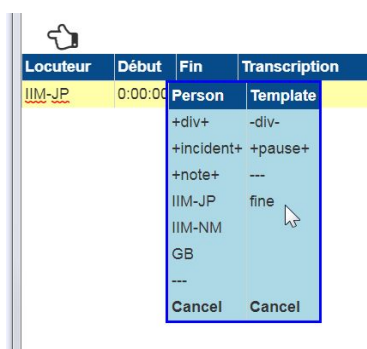 Locuteur Début Fin Transcription
IIM-JP 0:00:00
Person Template
+div+ -div-
+incident+ +pause+
+note+ ---
IIM-JP fine
IIM-NM
GB
---
Cancel Cancel